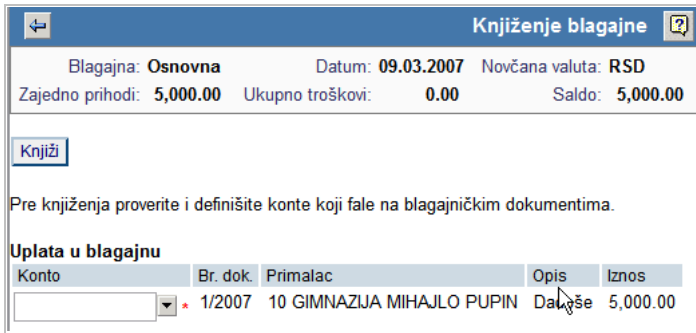 Knjiženje blagajne
Blagajna: Osnovna Datum: 09.03.2007 Novčana valuta: RSD
Zajedno prihodi: 5,000.00 Ukupno troškovi: 0.00 Saldo: 5,000.00
Knjiži
Pre knjiženja proverite i definišite konte koji fale na blagajničkim dokumentima.
Uplata u blagajnu
Konto Br. dok. Primalac Opis Iznos
* 1/2007 10 GIMNAZIJA MIHAJLO PUPIN 5,000.00